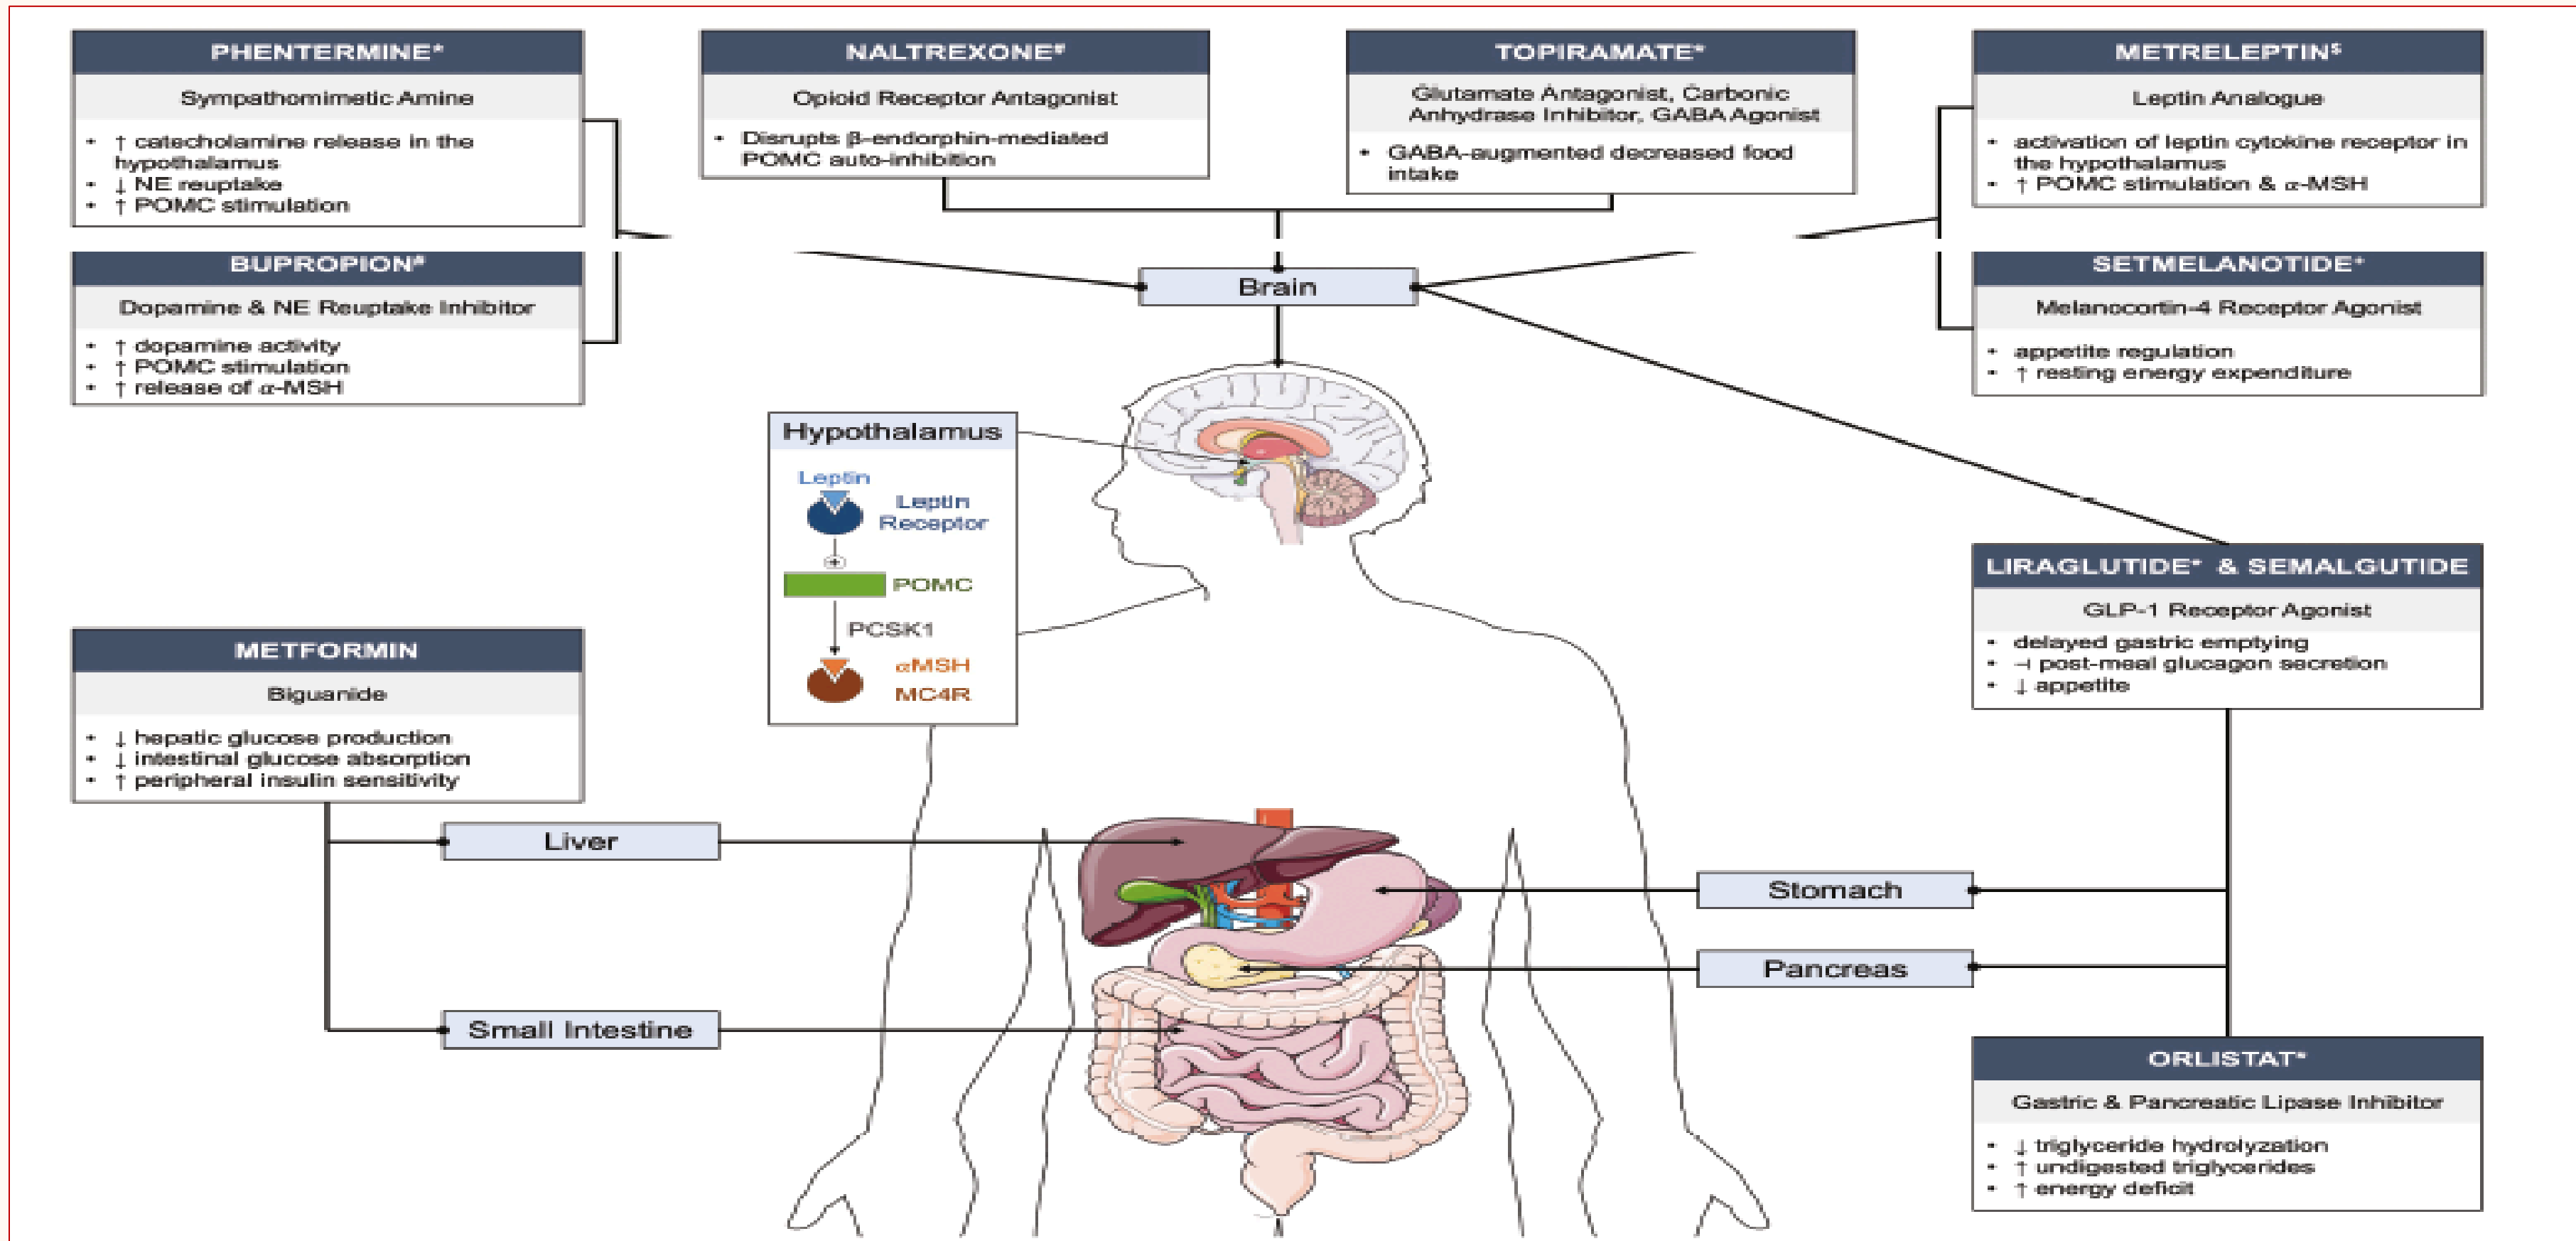 PHENTERMINE*
Sympathomimetic Amine
• ↑ catecholamine release in the
hypothalamus
• ↓ NE reuptake
• ↑ POMC stimulation
NALTREXONE#
Opioid Receptor Antagonist
• Disrupts β-endorphin-mediated
POMC auto-inhibition
TOPIRAMATE*
Glutamate Antagonist, Carbonic
Anhydrase Inhibitor, GABA Agonist
• GABA-augmented decreased food
intake
METRELEPTIN$
Leptin Analogue
• activation of leptin cytokine receptor in
the hypothalamus
• ↑ POMC stimulation & α-MSH
BUPROPION#
Dopamine & NE Reuptake Inhibitor
• ↑ dopamine activity
• ↑ POMC stimulation
• ↑ release of α-MSH
Brain
SETMELANOTIDE+
Melanocortin-4 Receptor Agonist
• appetite regulation
• ↑ resting energy expenditure
Hypothalamus
Leptin
Leptin
Receptor
POMC
PCSK1
αMSH
MC4R
LIRAGLUTIDE* & SEMALGUTIDE
GLP-1 Receptor Agonist
• delayed gastric emptying
• ⊣ post-meal glucagon secretion
• ↓ appetite
METFORMIN
Biguanide
• ↓ hepatic glucose production
• ↓ intestinal glucose absorption
• ↑ peripheral insulin sensitivity
Liver
Small Intestine
Stomach
Pancreas
ORLISTAT*
Gastric & Pancreatic Lipase Inhibitor
• ↓ triglyceride hydrolyzation
• ↑ undigested triglycerides
• ↑ energy deficit